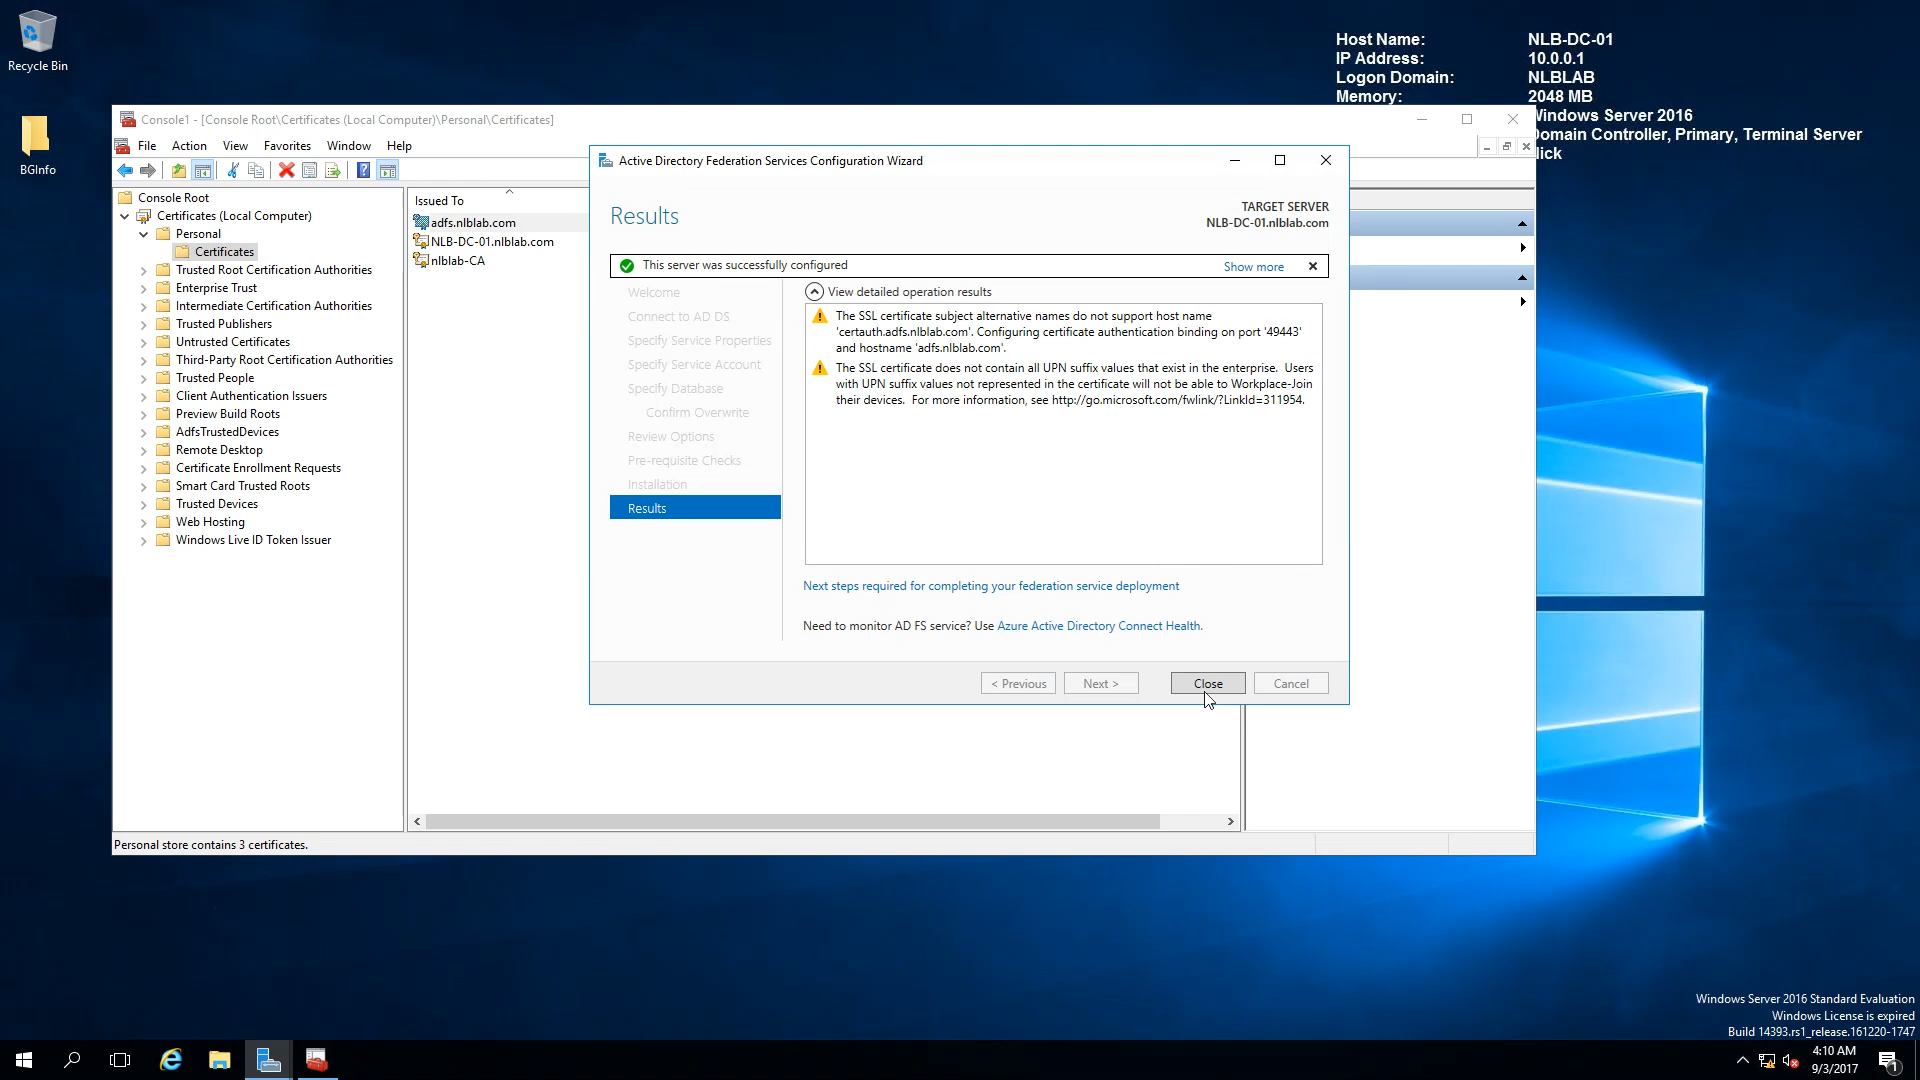 Recycle Bin
BGInfo
Host Name: NLB-DC-01
IP Address: 10.0.0.1
Logon Domain: NLBLAB
Memory: 2048 MB
Windows Server 2016
Domain Controller, Primary, Terminal Server
Console1 - [Console Root\Certificates (Local Computer)\Personal\Certificates]
File Action View Favorites Window Help
Console Root
Certificates (Local Computer)
Personal
Certificates
Trusted Root Certification Authorities
Enterprise Trust
Intermediate Certification Authorities
Trusted Publishers
Untrusted Certificates
Third-Party Root Certification Authorities
Trusted People
Client Authentication Issuers
Preview Build Roots
AdfsTrustedDevices
Remote Desktop
Certificate Enrollment Requests
Smart Card Trusted Roots
Trusted Devices
Web Hosting
Windows Live ID Token Issuer
Issued To
adfs.nlblab.com
NLB-DC-01.nlblab.com
nlblab-CA
Personal store contains 3 certificates.
Active Directory Federation Services Configuration Wizard
Results
TARGET SERVER
NLB-DC-01.nlblab.com
This server was successfully configured
Show more
Welcome
Connect to AD DS
Specify Service Properties
Specify Service Account
Specify Database
Confirm Overwrite
Review Options
Pre-requisite Checks
Installation
Results
View detailed operation results
The SSL certificate subject alternative names do not support host name
'certauth.adfs.nlblab.com'. Configuring certificate authentication binding on port '49443'
and hostname 'adfs.nlblab.com'.
The SSL certificate does not contain all UPN suffix values that exist in the enterprise. Users
with UPN suffix values not represented in the certificate will not be able to Workplace-Join
their devices. For more information, see http://go.microsoft.com/fwlink/?LinkId=311954.
Next steps required for completing your federation service deployment
Need to monitor AD FS service? Use Azure Active Directory Connect Health.
< Previous
Next >
Close
Cancel
Windows Server 2016 Standard Evaluation
Windows License is expired
Build 14393.rs1_release.161220-1747
4:10 AM
9/3/2017
1